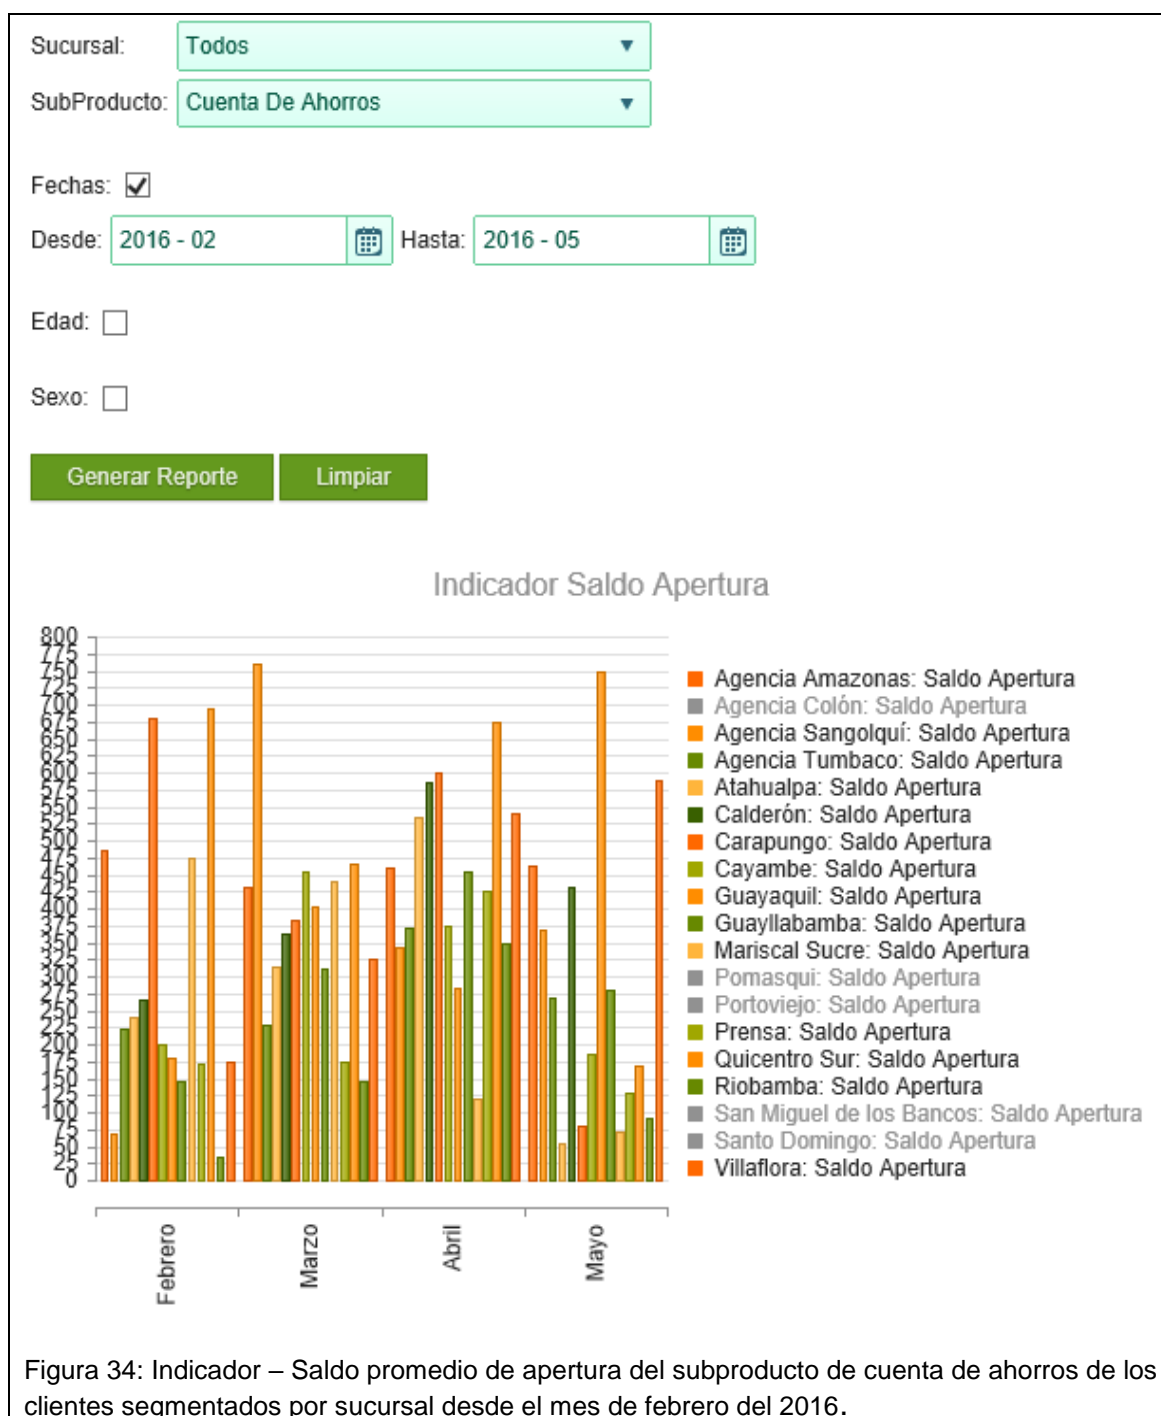 Sucursal: Todos
SubProducto: Cuenta De Ahorros
Fechas:
Desde: 2016 - 02 Hasta: 2016 - 05
Edad:
Sexo:
Generar Reporte Limpiar
Indicador Saldo Apertura
800
775
750
725
700
675
650
625
600
575
550
525
500
475
450
425
400
375
350
325
300
275
250
225
200
175
150
125
100
75
50
25
0
Febrero
Marzo
Abril
Mayo
Agencia Amazonas: Saldo Apertura
Agencia Colón: Saldo Apertura
Agencia Sangolquí: Saldo Apertura
Agencia Tumbaco: Saldo Apertura
Atahualpa: Saldo Apertura
Calderón: Saldo Apertura
Carapungo: Saldo Apertura
Cayambe: Saldo Apertura
Guayaquil: Saldo Apertura
Guayllabamba: Saldo Apertura
Mariscal Sucre: Saldo Apertura
Pomasqui: Saldo Apertura
Portoviejo: Saldo Apertura
Prensa: Saldo Apertura
Quicentro Sur: Saldo Apertura
Riobamba: Saldo Apertura
San Miguel de los Bancos: Saldo Apertura
Santo Domingo: Saldo Apertura
Villaflora: Saldo Apertura
Figura 34: Indicador – Saldo promedio de apertura del subproducto de cuenta de ahorros de los
clientes segmentados por sucursal desde el mes de febrero del 2016.